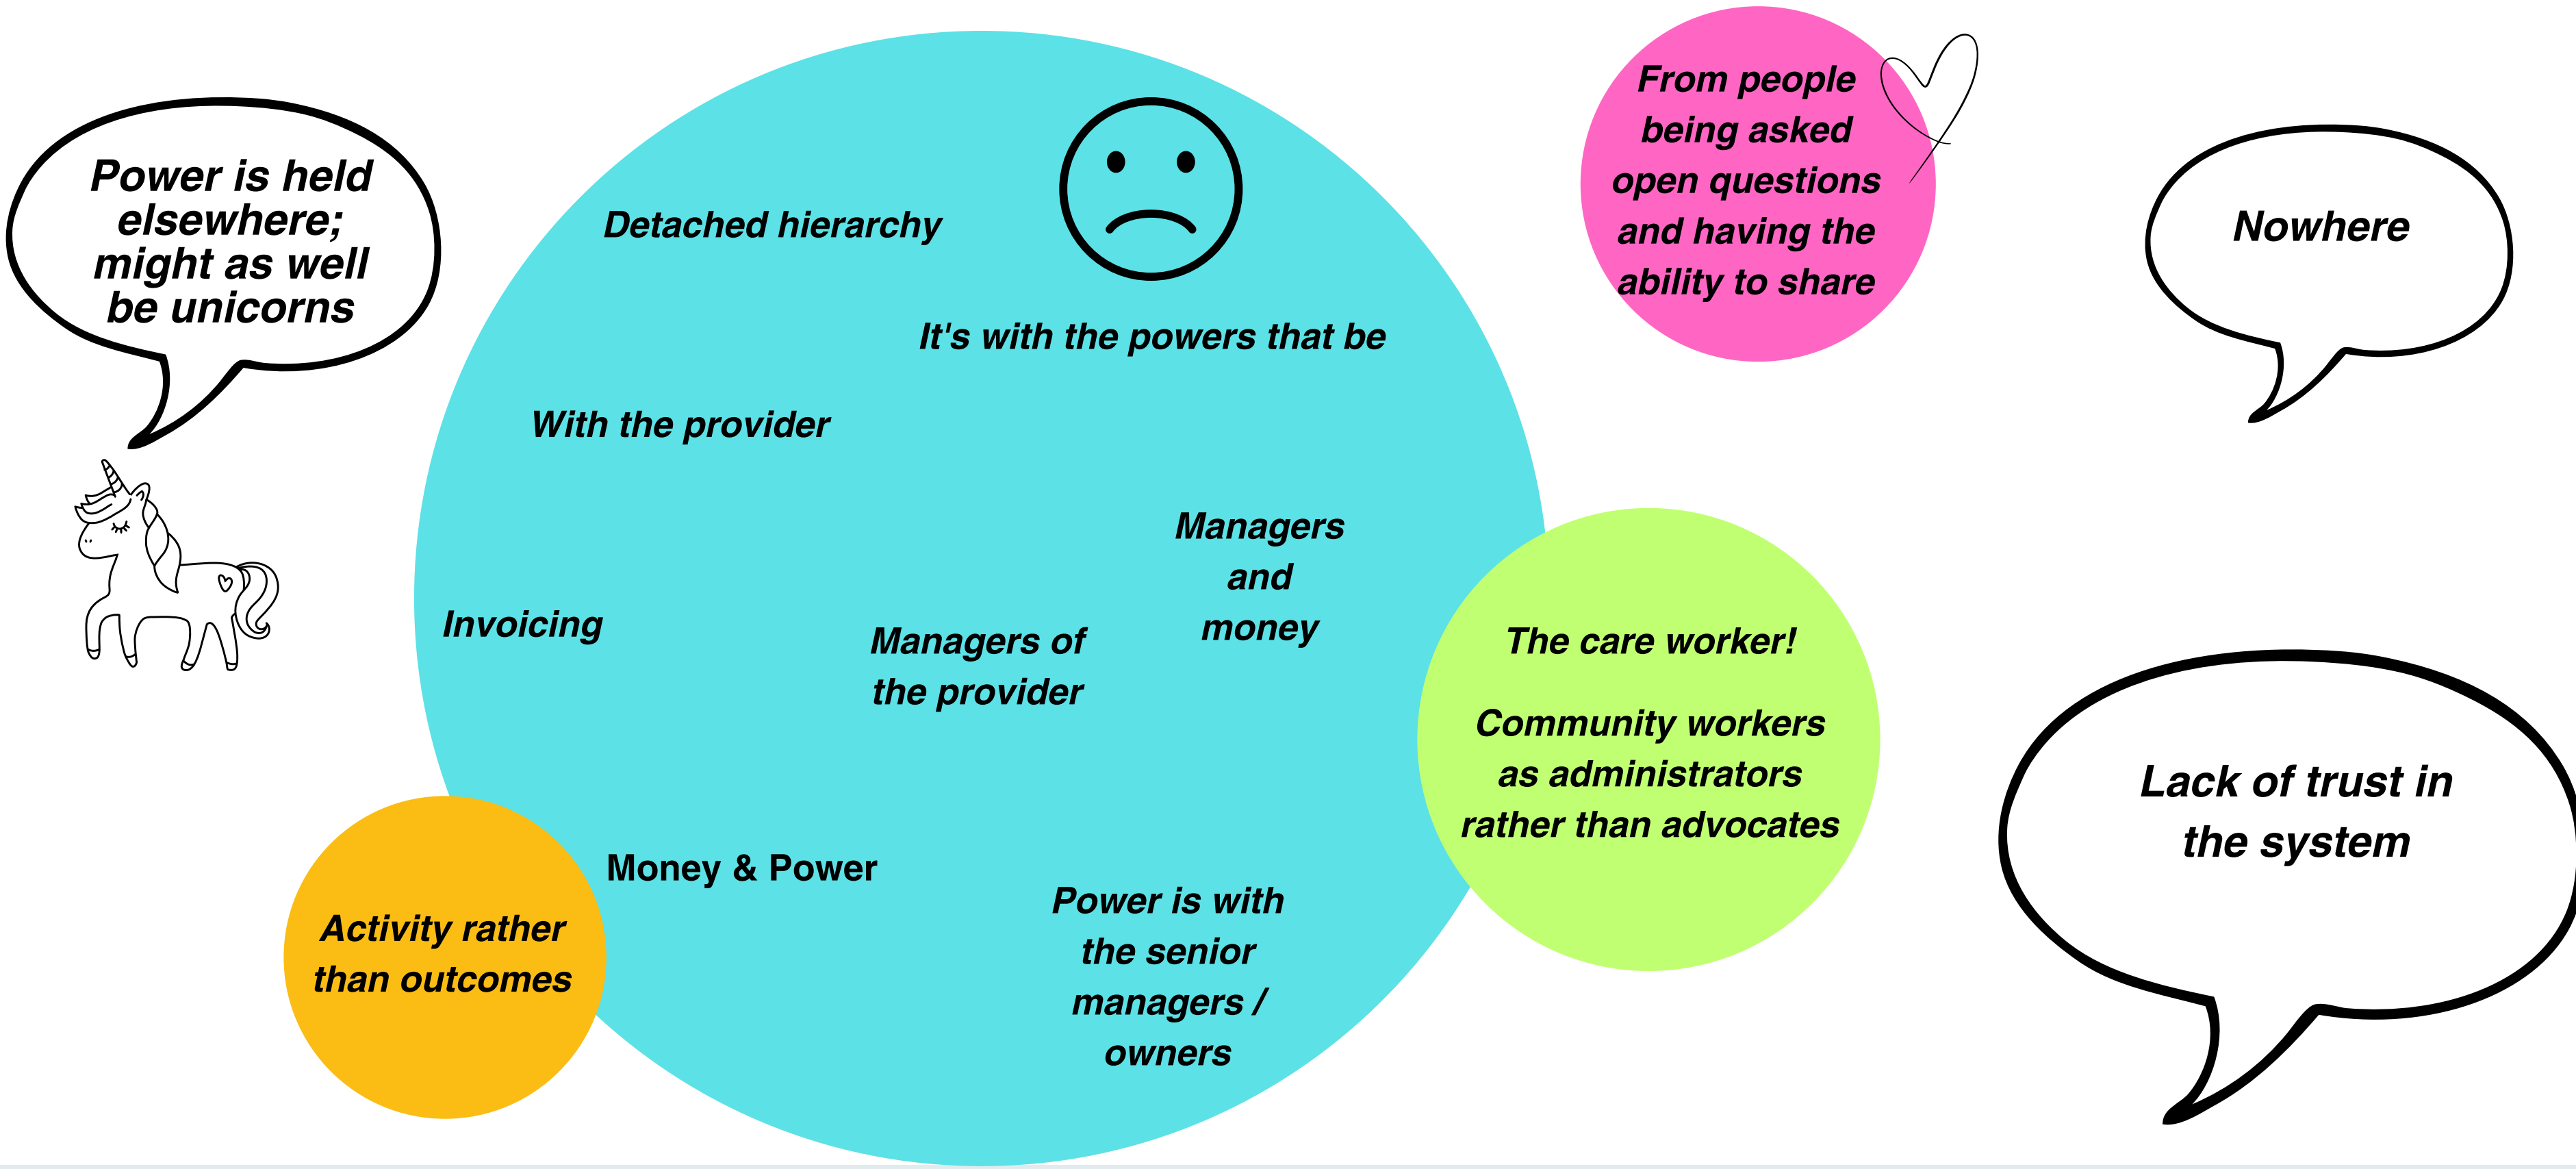 Power is held
elsewhere;
might as well
be unicorns
Detached hierarchy
It's with the powers that be
With the provider
Managers
and
money
Invoicing
Managers of
the provider
Money & Power
Power is with
the senior
managers /
owners
Activity rather
than outcomes
From people
being asked
open questions
and having the
ability to share
The care worker!
Community workers
as administrators
rather than advocates
Nowhere
Lack of trust in
the system